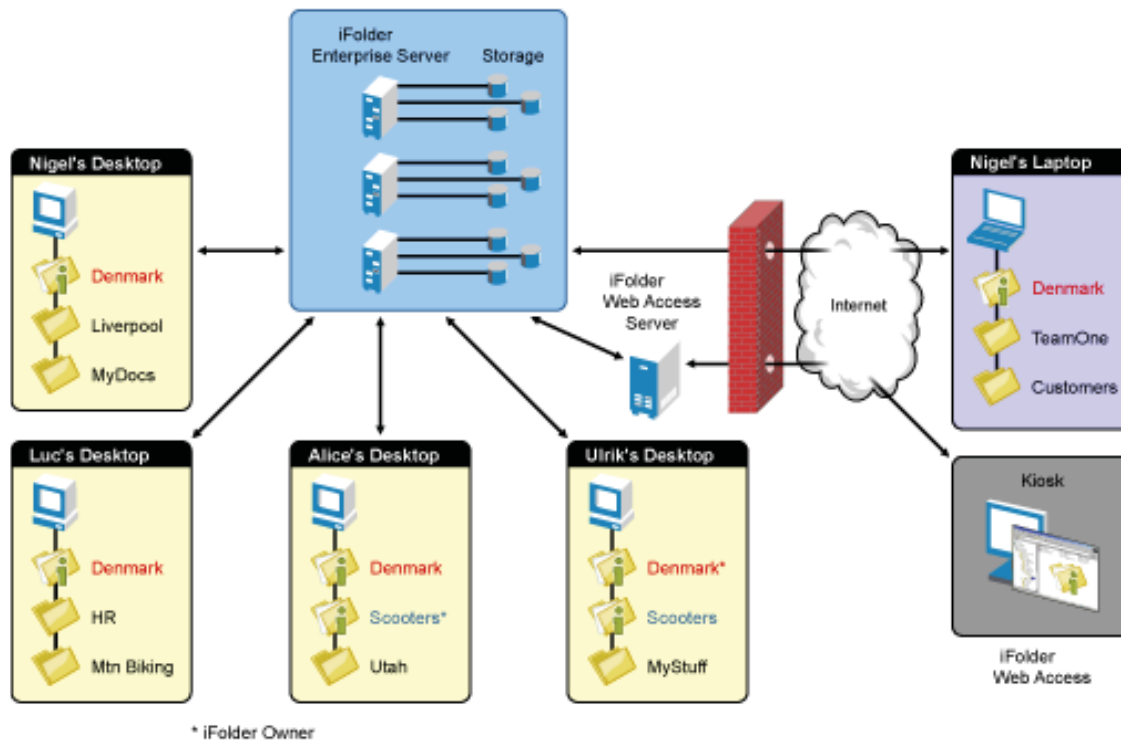 iFolder
Enterprise Server
Storage
Nigel's Desktop
Denmark
Liverpool
MyDocs
iFolder
Web Access
Server
Internet
Nigel's Laptop
Denmark
TeamOne
Customers
Luc's Desktop
Denmark
HR
Mtn Biking
Alice's Desktop
Denmark
Scooters*
Utah
Ulrik's Desktop
Denmark*
Scooters
MyStuff
Kiosk
iFolder
Web Access
* iFolder Owner